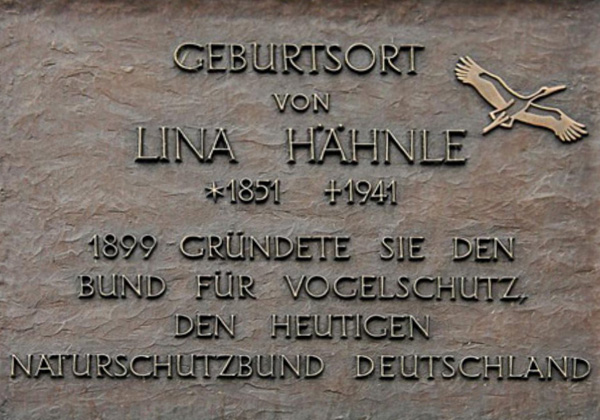 GEBURTSORT
VON
LINA HÄHNLE
*1851 †1941
1899 GRÜNDETE SIE DEN
BUND FÜR VOGELSCHUTZ,
DEN HEUTIGEN
NATURSCHUTZBUND DEUTSCHLAND